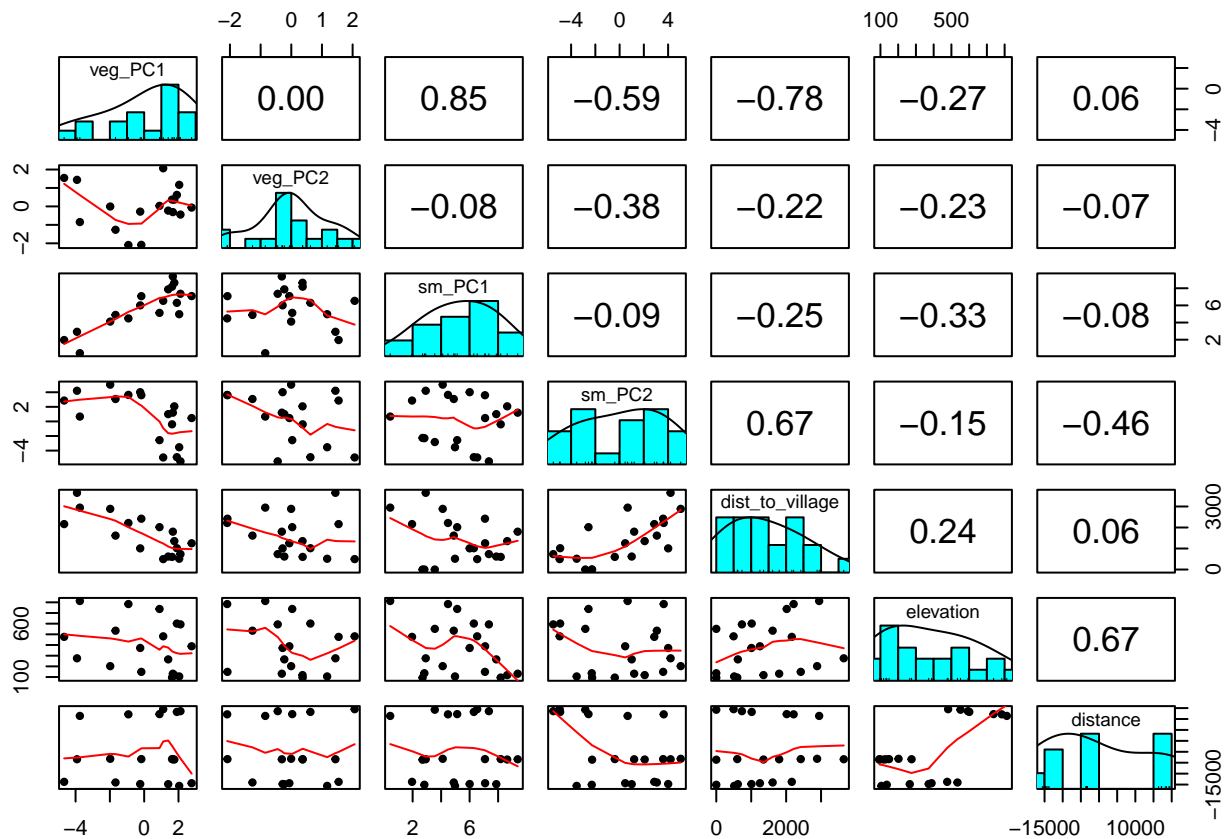 −2 0 1 2 −4 0 4 100 500
veg_PC1 0.00 0.85 −0.59 −0.78 −0.27 0.06 −4 0
−2 0 2 veg_PC2 −0.08 −0.38 −0.22 −0.23 −0.07
sm_PC1 −0.09 −0.25 −0.33 −0.08 2 6
−4 2 sm_PC2 0.67 −0.15 −0.46
dist_to_village 0.24 0.06 0 3000
100 600 elevation 0.67
distance −15000
−4 0 2 2 6 0 2000 −15000 −10000